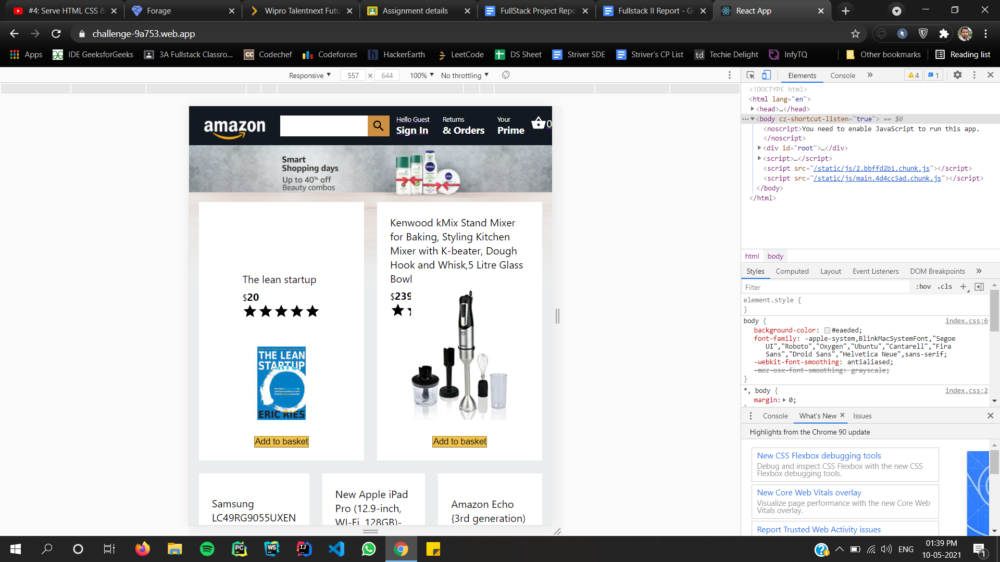 #4: Serve HTML CSS &
Forage
Wipro Talentnext Futu
Assignment details
FullStack Project Repo
Fullstack II Report - Go
React App
challenge-9a753.web.app
Apps
IDE GeeksforGeeks
3A Fullstack Classro...
Codechef
Codeforces
HackerEarth
LeetCode
DS Sheet
Striver SDE
Striver's CP List
Techie Delight
InfyTQ
Other bookmarks
Reading list
Responsive ▼ 557 × 644 100% ▼ No throttling ▼
amazon
Hello Guest
Sign In
Returns
& Orders
Your
Prime
0
Smart
Shopping days
Up to 40% off
Beauty combos
The lean startup
$20
★★★★★
THE LEAN
STARTUP
ERIC RIES
Add to basket
Kenwood kMix Stand Mixer
for Baking, Styling Kitchen
Mixer with K-beater, Dough
Hook and Whisk,5 Litre Glass
Bowl
$239
Add to basket
Samsung
LC49RG9055UXEN
New Apple iPad
Pro (12.9-inch,
WI-Fi, 128GB)-
Amazon Echo
{3rd generation)
Elements
Console
4
1
<!DOCTYPE html>
<html lang="en">
<head>…</head>
<body cz-shortcut-listen="true"> == $0
<noscript>You need to enable JavaScript to run this app.
</noscript>
<div id="root">…</div>
<script>…</script>
<script src="/static/js/2.bbffd2b1.chunk.js"></script>
<script src="/static/js/main.4d4cc5ad.chunk.js"></script>
</body>
</html>
html body
Styles Computed Layout Event Listeners DOM Breakpoints
Filter
:hov .cls
element.style {
}
body {
index.css:6
background-color: #eaeded;
font-family: -apple-system,BlinkMacSystemFont,"Segoe
UI","Roboto","Oxygen","Ubuntu","Cantarell","Fira
Sans","Droid Sans","Helvetica Neue",sans-serif;
-webkit-font-smoothing: antialiased;
-moz-osx-font-smoothing: grayscale;
}
*, body {
index.css:2
margin: 0;
Console What's New Issues
Highlights from the Chrome 90 update
New CSS Flexbox debugging tools
Debug and inspect CSS Flexbox with the new CSS
Flexbox debugging tools.
New Core Web Vitals overlay
Visualize page performance with the new Core Web
Vitals overlay.
Report Trusted Web Activity issues
ENG
01:39 PM
10-05-2021
1